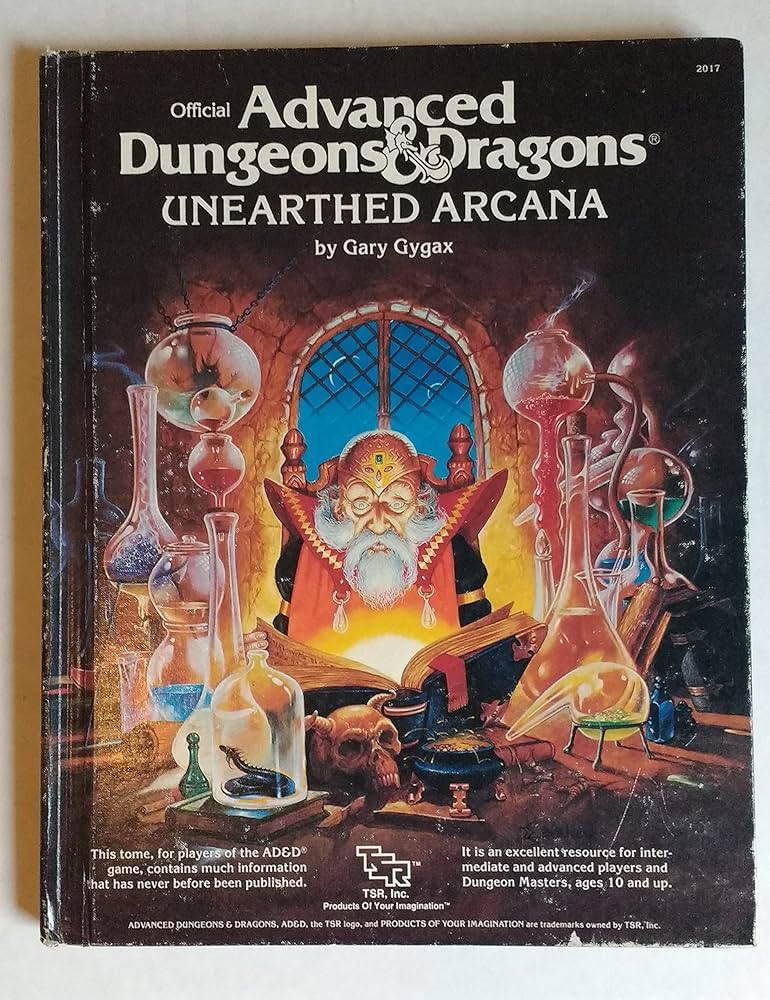 2017
Official Advanced
Dungeons & Dragons®
UNEARTHED ARCANA
by Gary Gygax
This tome, for players of the AD&D®
game, contains much information
that has never before been published.
TSR™
TSR, Inc.
Products Of Your Imagination™
It is an excellent resource for inter-
mediate and advanced players and
Dungeon Masters, ages 10 and up.
ADVANCED DUNGEONS & DRAGONS, AD&D, the TSR logo, and PRODUCTS OF YOUR IMAGINATION are trademarks owned by TSR, Inc.